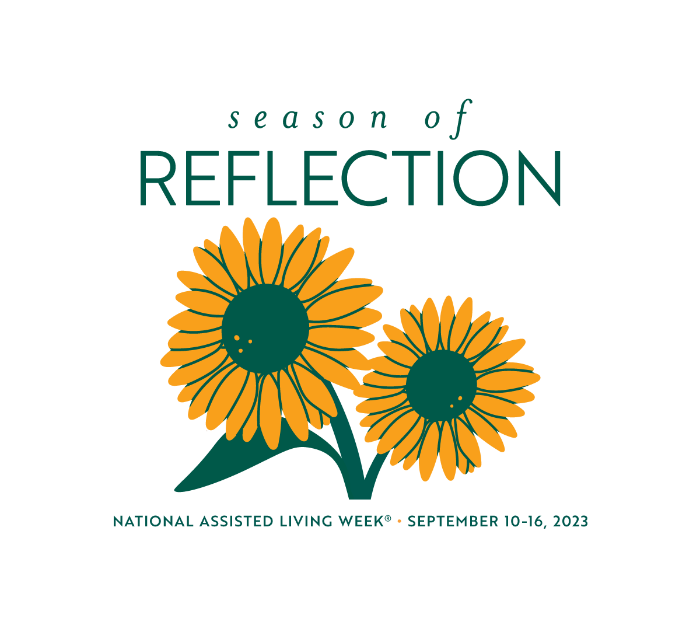 season of
REFLECTION
NATIONAL ASSISTED LIVING WEEK® • SEPTEMBER 10-16, 2023